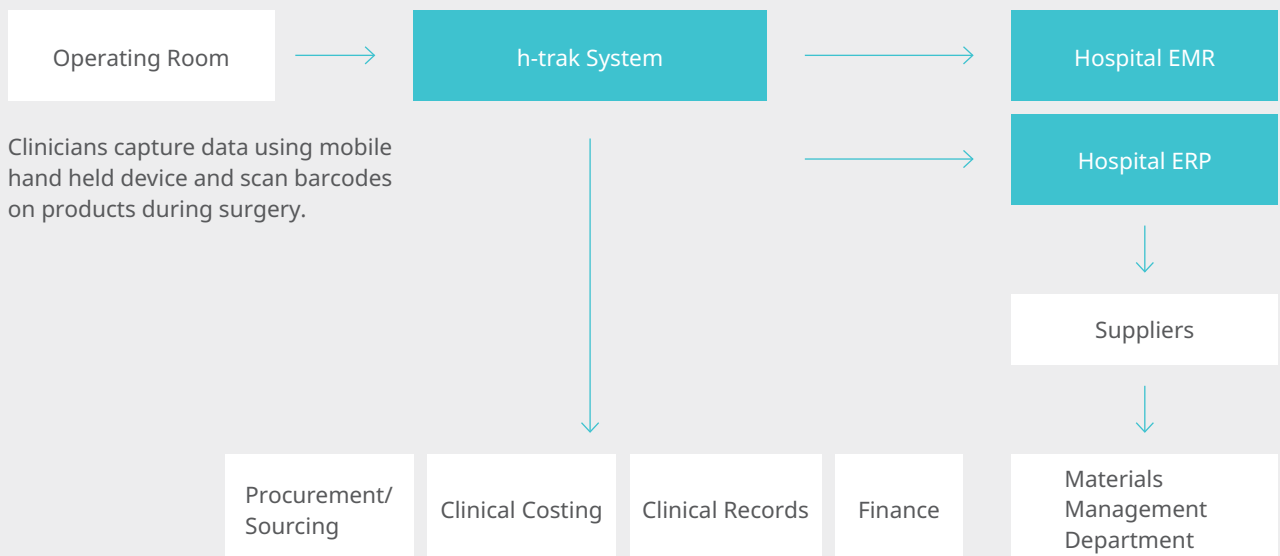 Operating Room
h-trak System
Hospital EMR
Clinicians capture data using mobile
hand held device and scan barcodes
on products during surgery.
Hospital ERP
Suppliers
Procurement/
Sourcing
Clinical Costing
Clinical Records
Finance
Materials
Management
Department